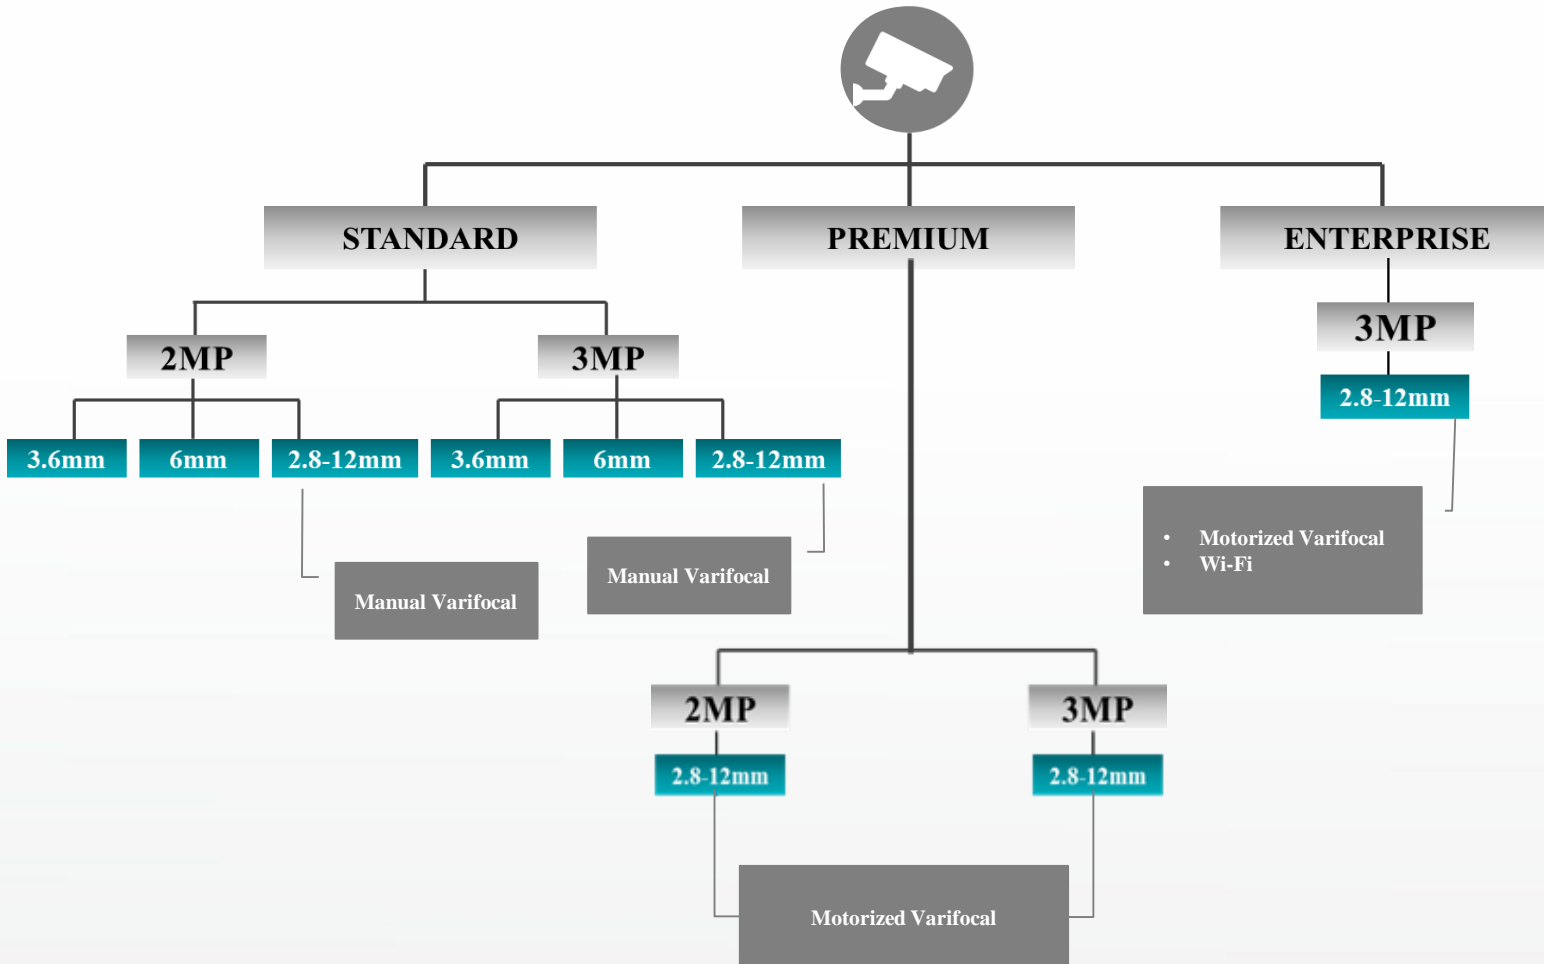 STANDARD
PREMIUM
ENTERPRISE
2MP
3MP
3MP
3.6mm
6mm
2.8-12mm
3.6mm
6mm
2.8-12mm
2.8-12mm
Manual Varifocal
Manual Varifocal
• Motorized Varifocal
• Wi-Fi
2MP
3MP
2.8-12mm
2.8-12mm
Motorized Varifocal